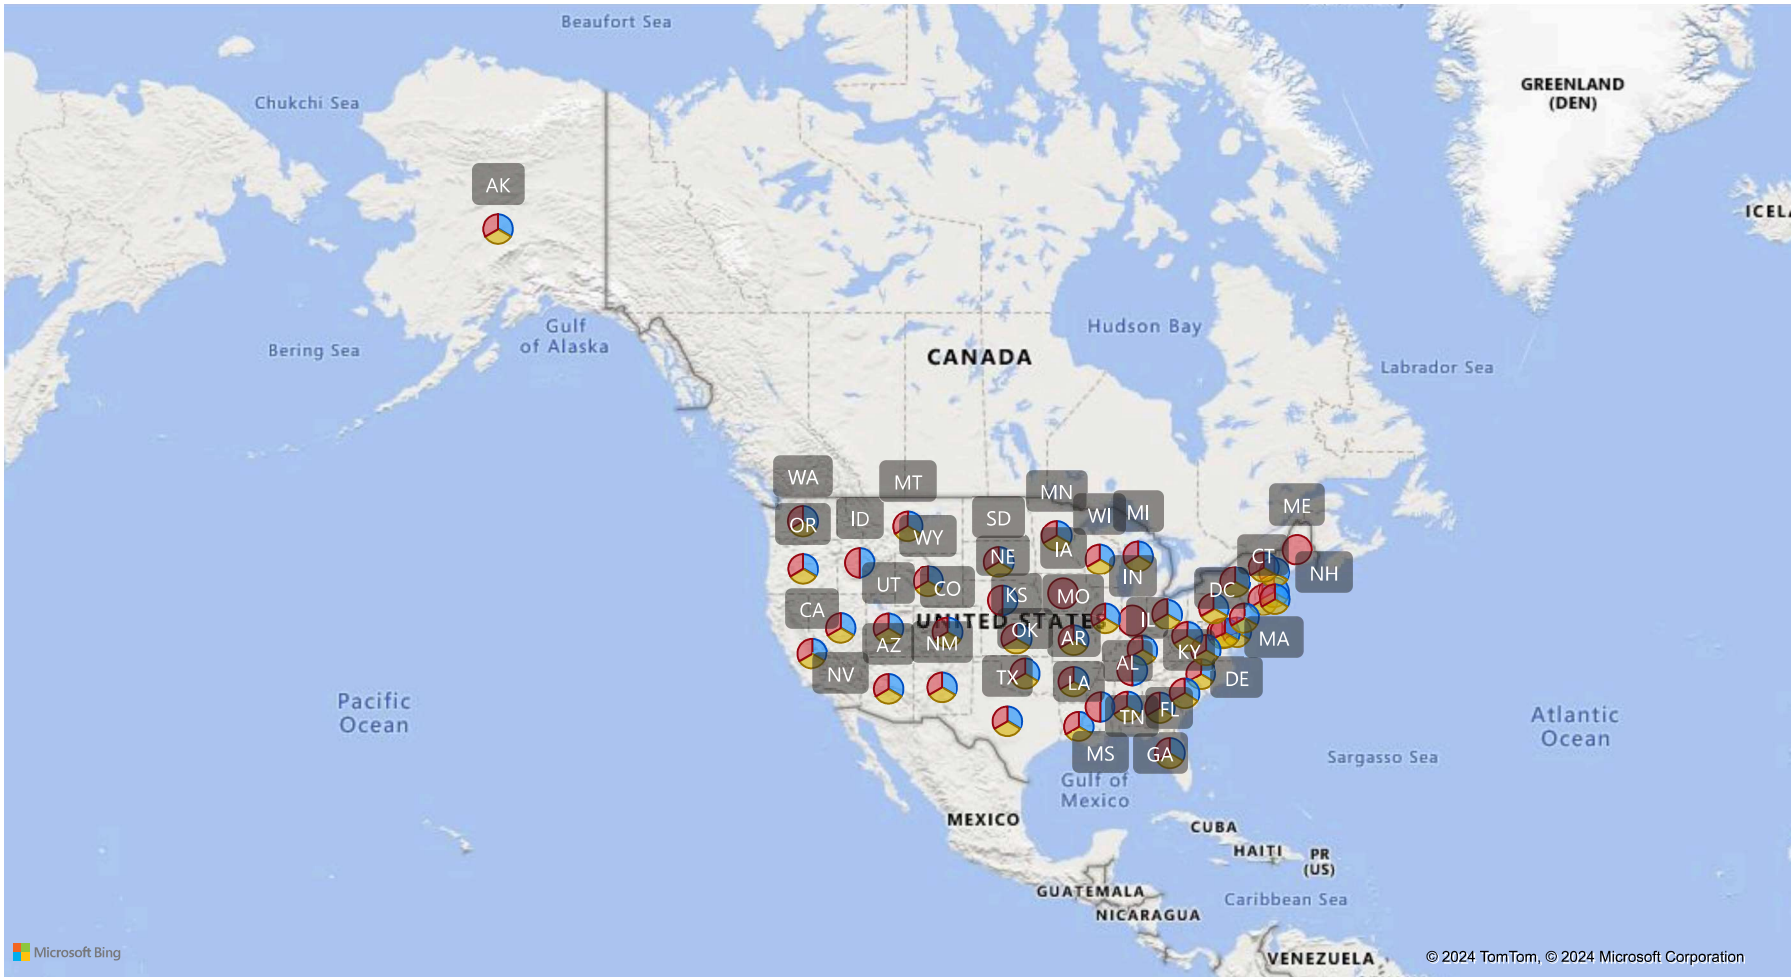 Beaufort Sea
GREENLAND
(DEN)
Chukchi Sea
AK
ICEL
Gulf
of Alaska
Hudson Bay
Bering Sea
CANADA
Labrador Sea
WA
MT
MN
ME
OR
ID
WY
SD
WI
MI
NE
IA
IN
CT
NH
UT
CO
KS
MO
DC
CA
UNITED STATES
IL
AZ
NM
OK
AR
MA
KY
NV
TX
LA
AL
DE
Pacific
Ocean
TN
FL
Atlantic
Ocean
MS
GA
Sargasso Sea
Gulf of
Mexico
MEXICO
CUBA
HAITI
PR
(US)
GUATEMALA
Caribbean Sea
NICARAGUA
VENEZUELA
Microsoft Bing
© 2024 TomTom, © 2024 Microsoft Corporation